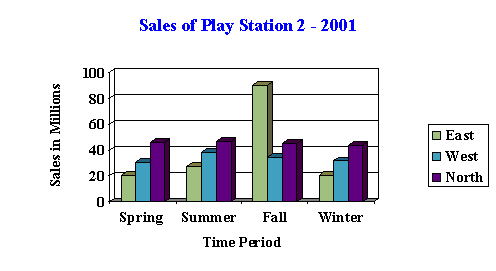 Sales of Play Station 2 - 2001
Sales in Millions
100
80
60
40
20
0
Spring Summer Fall Winter
Time Period
East
West
North